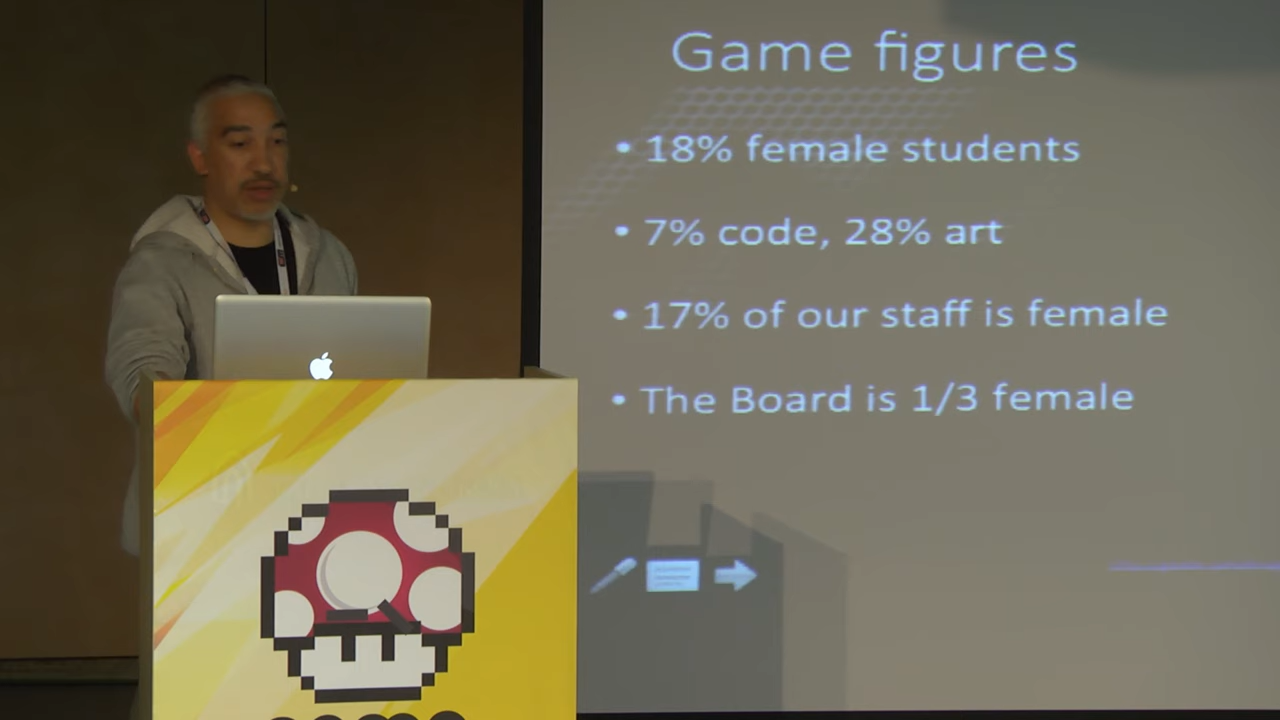 Game figures
• 18% female students
• 7% code, 28% art
• 17% of our staff is female
• The Board is 1/3 female